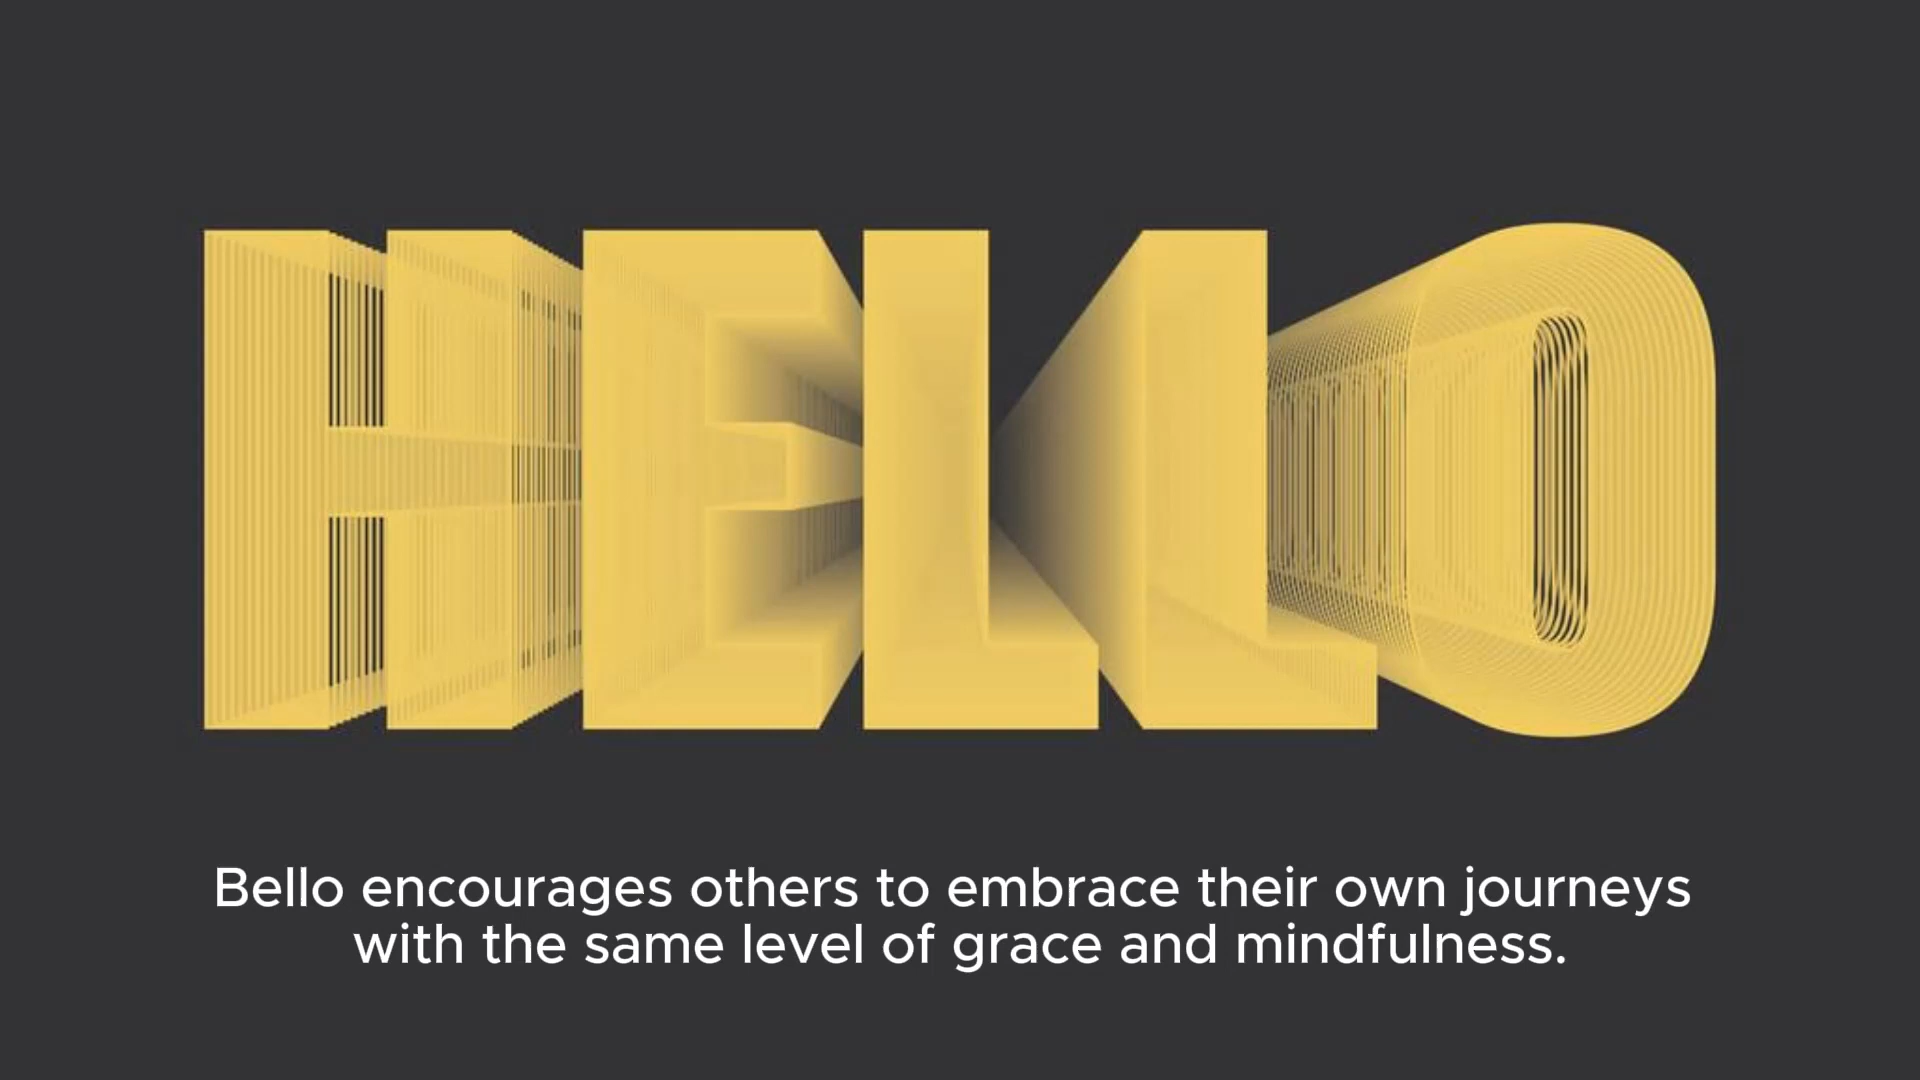 HELLO
Bello encourages others to embrace their own journeys
with the same level of grace and mindfulness.